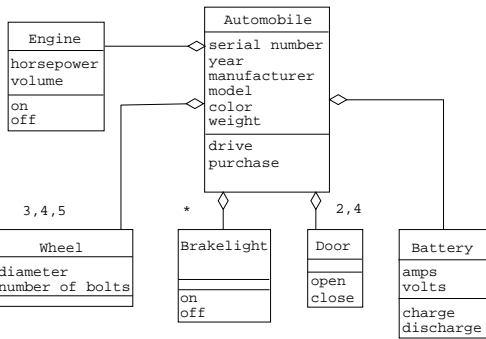 Automobile
serial number
year
manufacturer
model
color
weight
drive
purchase
Engine
horsepower
volume
on
off
3,4,5
*
2,4
Wheel
diameter
number of bolts
Brakelight
on
off
Door
open
close
Battery
amps
volts
charge
discharge